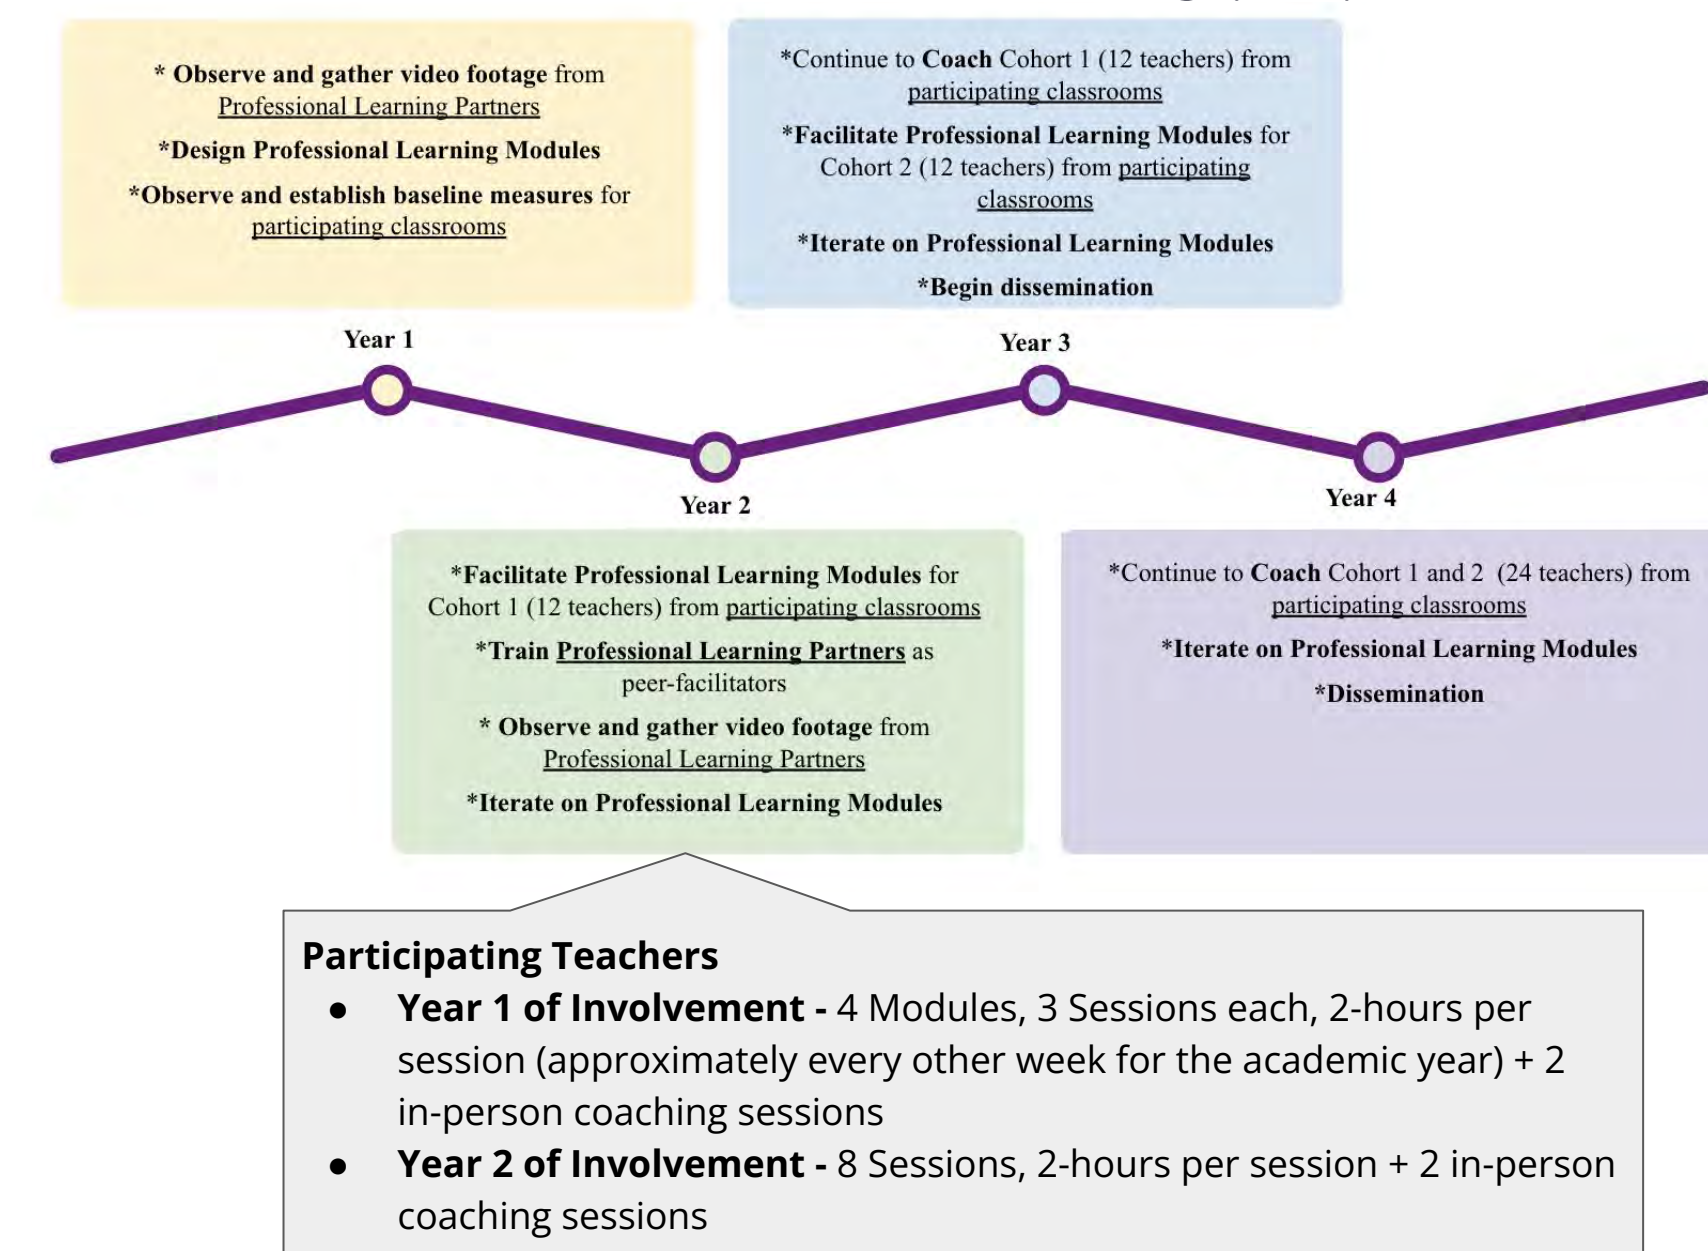 * Observe and gather video footage from
Professional Learning Partners
*Design Professional Learning Modules
*Observe and establish baseline measures for
participating classrooms
*Continue to Coach Cohort 1 (12 teachers) from
participating classrooms
*Facilitate Professional Learning Modules for
Cohort 2 (12 teachers) from participating
classrooms
*Iterate on Professional Learning Modules
*Begin dissemination
Year 1
Year 3
Year 2
Year 4
*Facilitate Professional Learning Modules for
Cohort 1 (12 teachers) from participating classrooms
*Train Professional Learning Partners as
peer-facilitators
* Observe and gather video footage from
Professional Learning Partners
*Iterate on Professional Learning Modules
*Continue to Coach Cohort 1 and 2 (24 teachers) from
participating classrooms
*Iterate on Professional Learning Modules
*Dissemination
Participating Teachers
● Year 1 of Involvement - 4 Modules, 3 Sessions each, 2-hours per
session (approximately every other week for the academic year) + 2
in-person coaching sessions
● Year 2 of Involvement - 8 Sessions, 2-hours per session + 2 in-person
coaching sessions